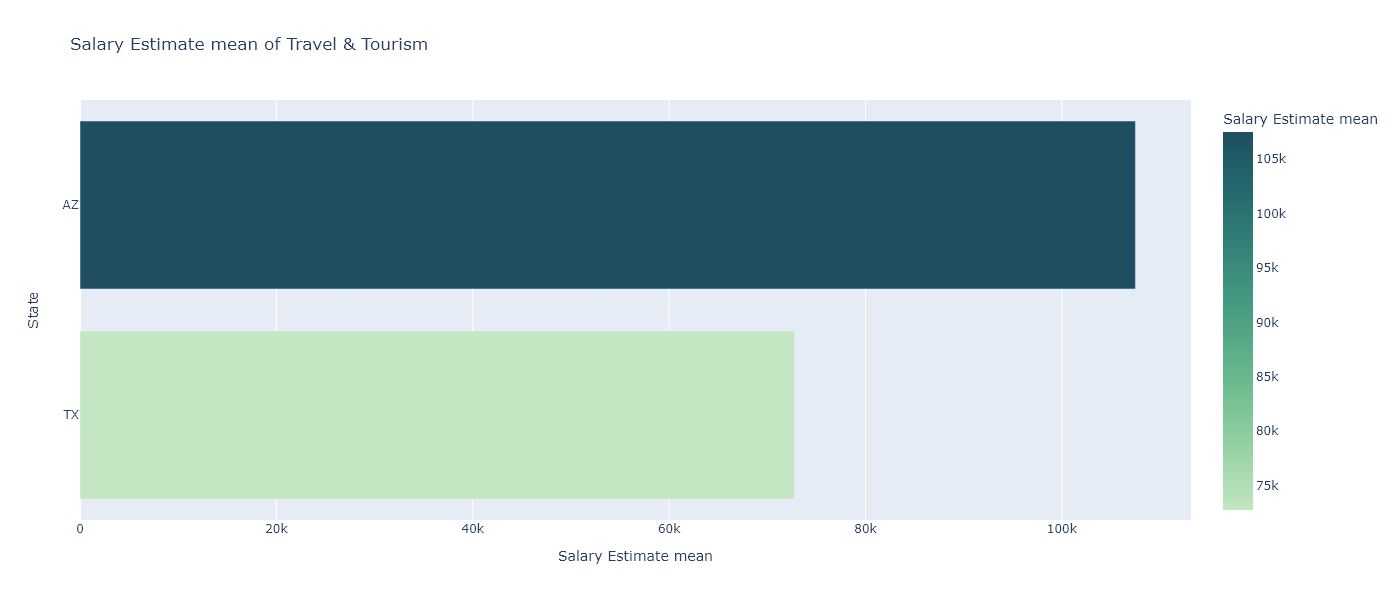 Salary Estimate mean of Travel & Tourism
Salary Estimate mean
105k
100k
95k
90k
85k
80k
75k
State
AZ
TX
0 20k 40k 60k 80k 100k
Salary Estimate mean